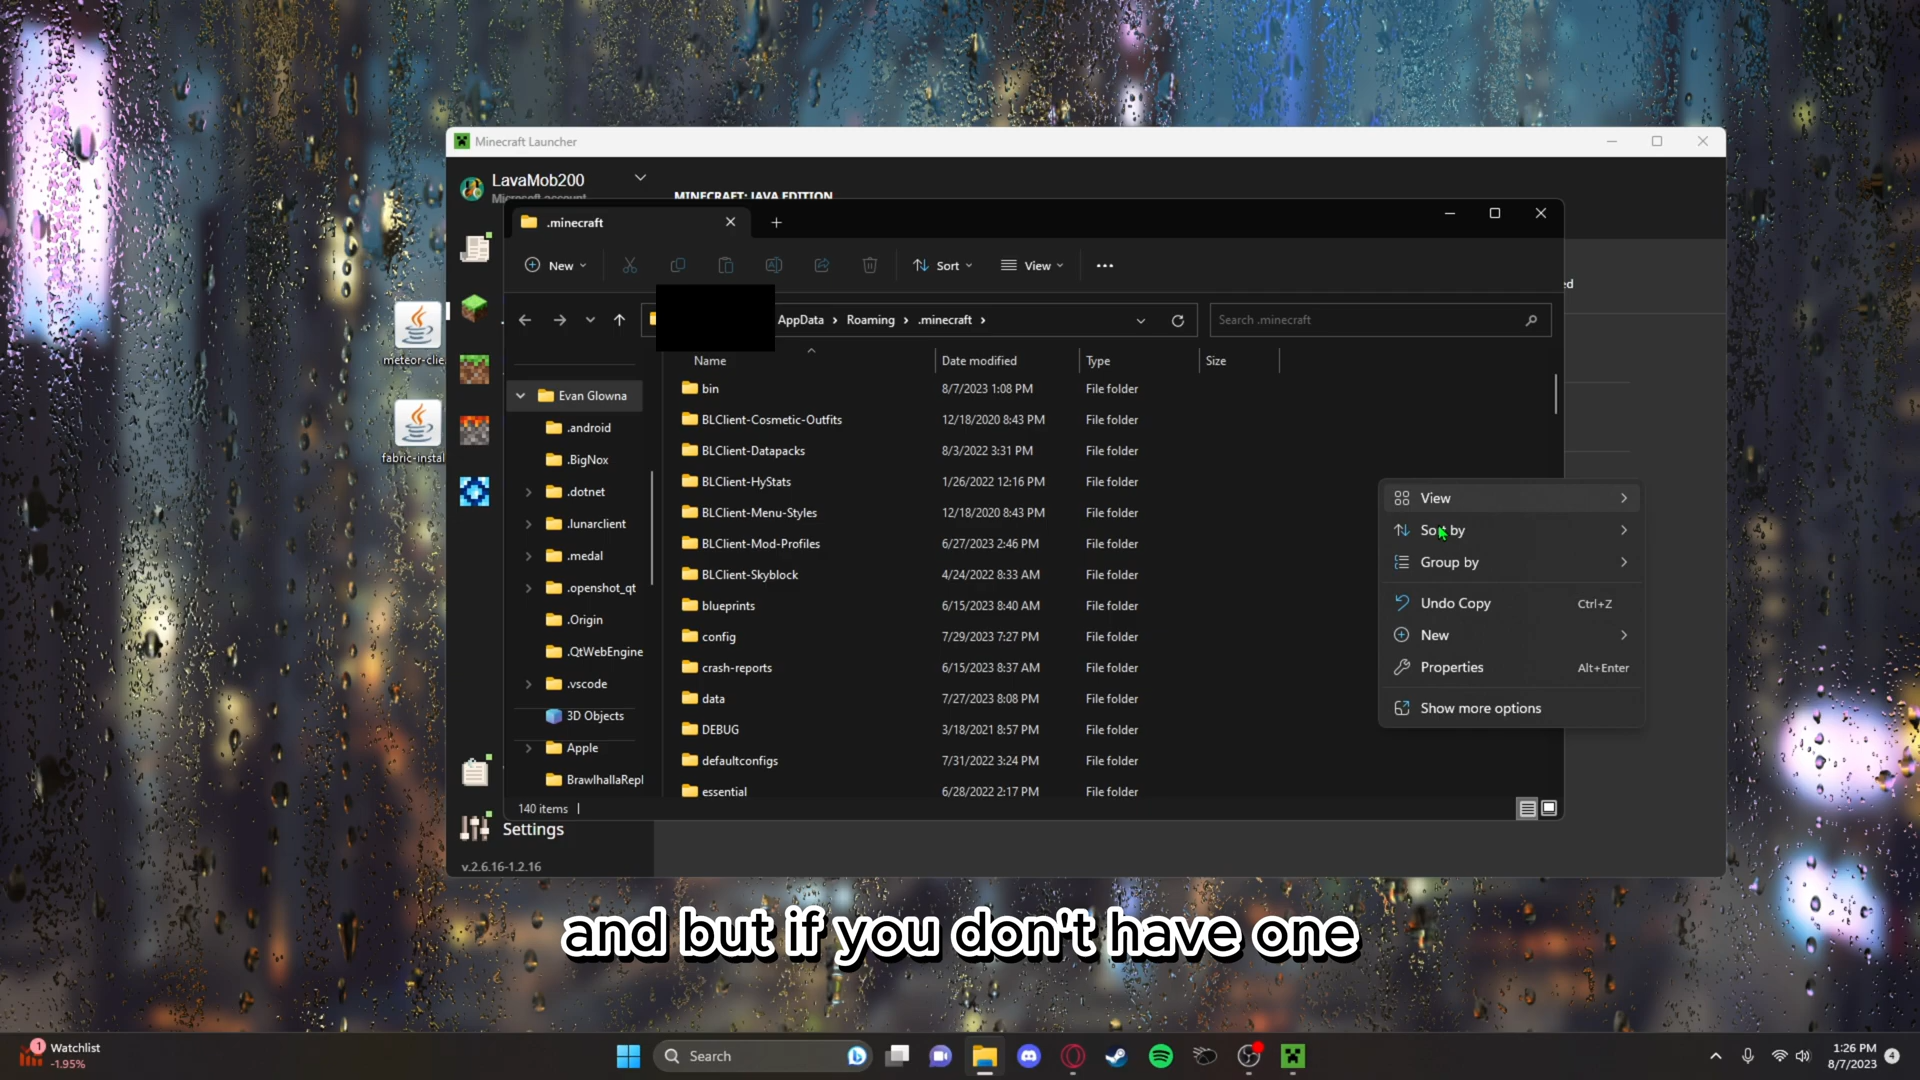 Minecraft Launcher
LavaMob200
Microsoft account
MINECRAFT: JAVA EDITION
.minecraft
New
Sort
View
AppData > Roaming > .minecraft >
Search .minecraft
Name
Date modified
Type
Size
Evan Glowna
.android
.BigNox
.dotnet
.lunarclient
.medal
.openshot_qt
.Origin
.QtWebEngine
.vscode
3D Objects
Apple
BrawlhallaRepl
bin 8/7/2023 1:08 PM File folder
BLClient-Cosmetic-Outfits 12/18/2020 8:43 PM File folder
BLClient-Datapacks 8/3/2022 3:31 PM File folder
BLClient-HyStats 1/26/2022 12:16 PM File folder
BLClient-Menu-Styles 12/18/2020 8:43 PM File folder
BLClient-Mod-Profiles 6/27/2023 2:46 PM File folder
BLClient-Skyblock 4/24/2022 8:33 AM File folder
blueprints 6/15/2023 8:40 AM File folder
config 7/29/2023 7:27 PM File folder
crash-reports 6/15/2023 8:37 AM File folder
data 7/27/2023 8:08 PM File folder
DEBUG 3/18/2021 8:57 PM File folder
defaultconfigs 7/31/2022 3:24 PM File folder
essential 6/28/2022 2:17 PM File folder
140 items
View
Sort by
Group by
Undo Copy Ctrl+Z
New
Properties Alt+Enter
Show more options
ed
meteor-clie
fabric-instal
Settings
v.2.6.16-1.2.16
and but if you don't have one
1
Watchlist
-1.95%
Search
1:26 PM
8/7/2023
4